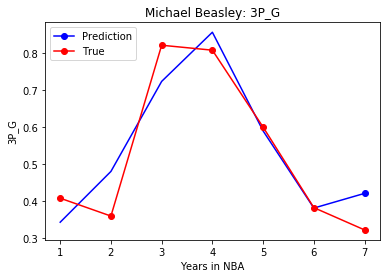 Michael Beasley: 3P_G
Prediction
True
3P_G
0.8
0.7
0.6
0.5
0.4
0.3
1 2 3 4 5 6 7
Years in NBA